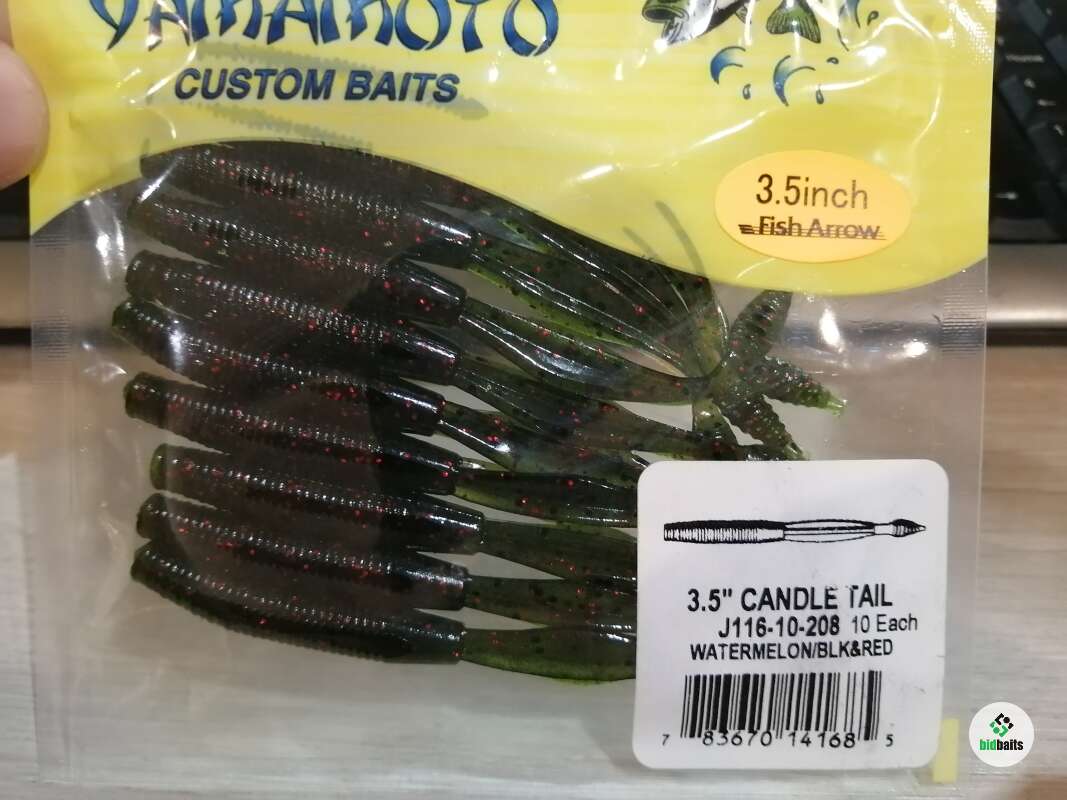 YAMAMOTO
CUSTOM BAITS
3.5inch
Fish Arrow
3.5" CANDLE TAIL
J116-10-208 10 Each
WATERMELON/BLK&RED
7 83670 14168 5
bidbaits